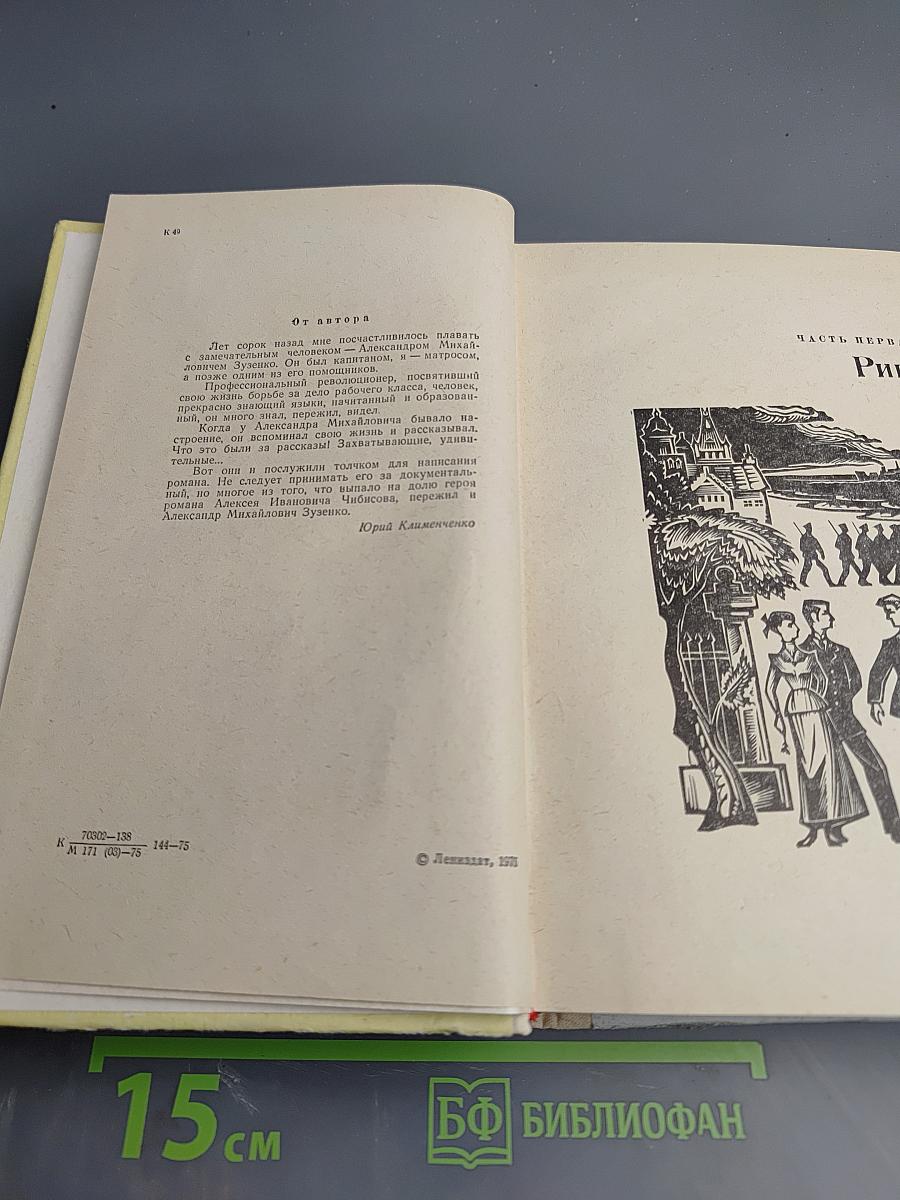 К 49
От автора
Лет сорок назад мне посчастливилось плавать
с замечательным человеком — Александром Михай-
ловичем Зузенко. Он был капитаном, я — матросом,
а позже одним из его помощников.
Профессиональный революционер, посвятивший
свою жизнь борьбе за дело рабочего класса, человек,
прекрасно знающий языки, начитанный и образован-
ный, он много знал, пережил, видел.
Когда у Александра Михайловича бывало на-
строение, он вспоминал свою жизнь и рассказывал.
Что это были за рассказы! Захватывающие, удиви-
тельные...
Вот они и послужили толчком для написания
романа. Не следует принимать его за документаль-
ный, но многое из того, что выпало на долю героя
романа Алексея Ивановича Чибисова, пережил и
Александр Михайлович Зузенко.
Юрий Клименченко
К 70302—138
М 171 (03)—75 144—75
© Лениздат, 1975
ЧАСТЬ ПЕРВА
Ри
15 см
БФ БИБЛИОФАН